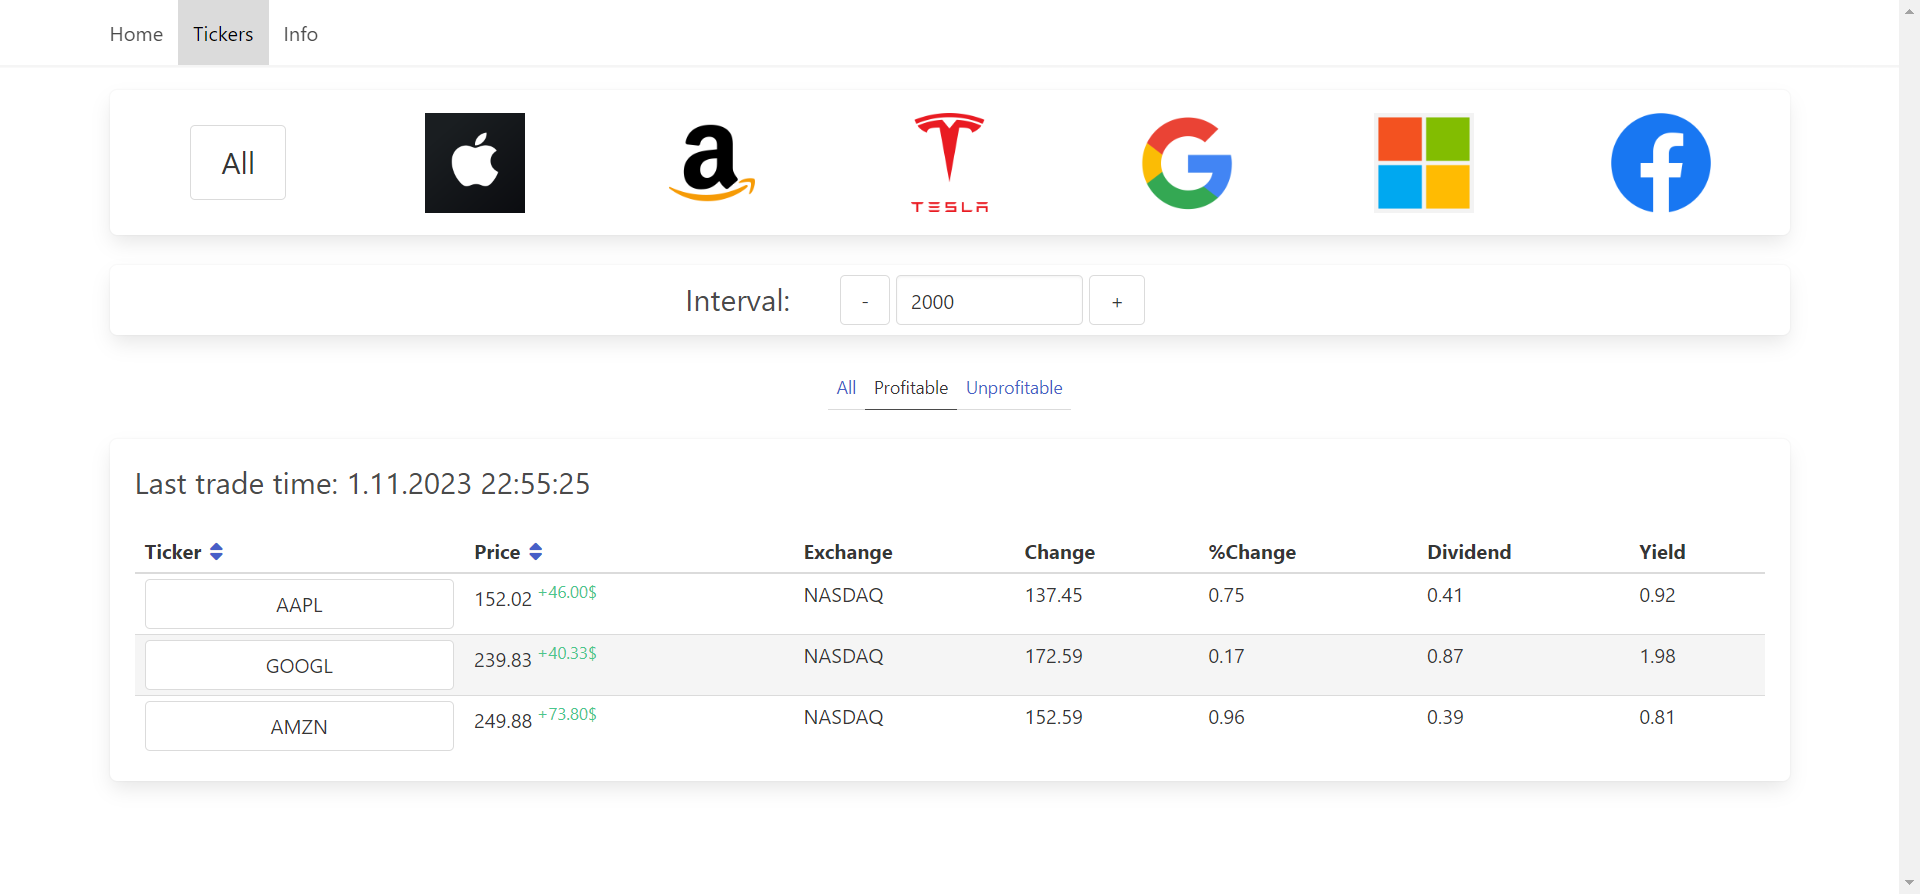 Home Tickers Info
All
TESLA
Interval: - 2000 +
All Profitable Unprofitable
Last trade time: 1.11.2023 22:55:25
Ticker Price Exchange Change %Change Dividend Yield
AAPL 152.02 +46.00$ NASDAQ 137.45 0.75 0.41 0.92
GOOGL 239.83 +40.33$ NASDAQ 172.59 0.17 0.87 1.98
AMZN 249.88 +73.80$ NASDAQ 152.59 0.96 0.39 0.81